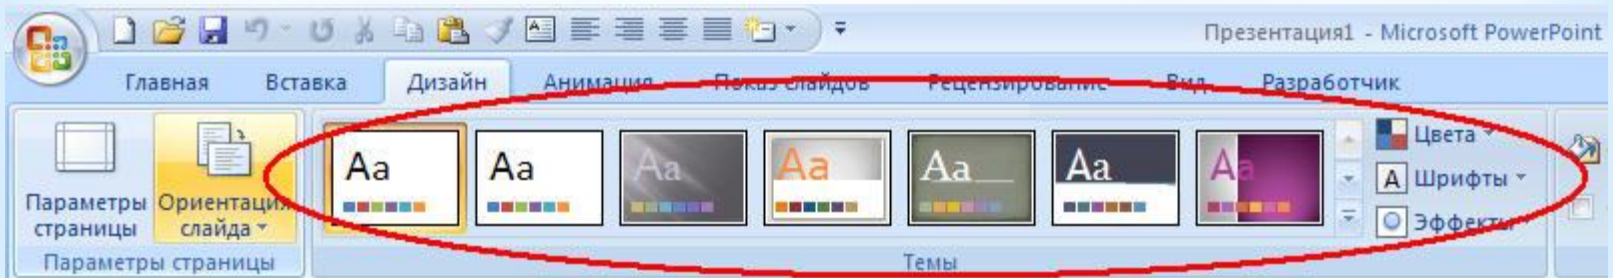 Презентация1 - Microsoft PowerPoint
Главная Вставка Дизайн Анимация Показ слайдов Рецензирование Вид Разработчик
Параметры страницы
Ориентация слайда
Aa Aa Aa Aa Aa Aa Aa
Цвета
A Шрифты
Эффекты
Параметры страницы
Темы